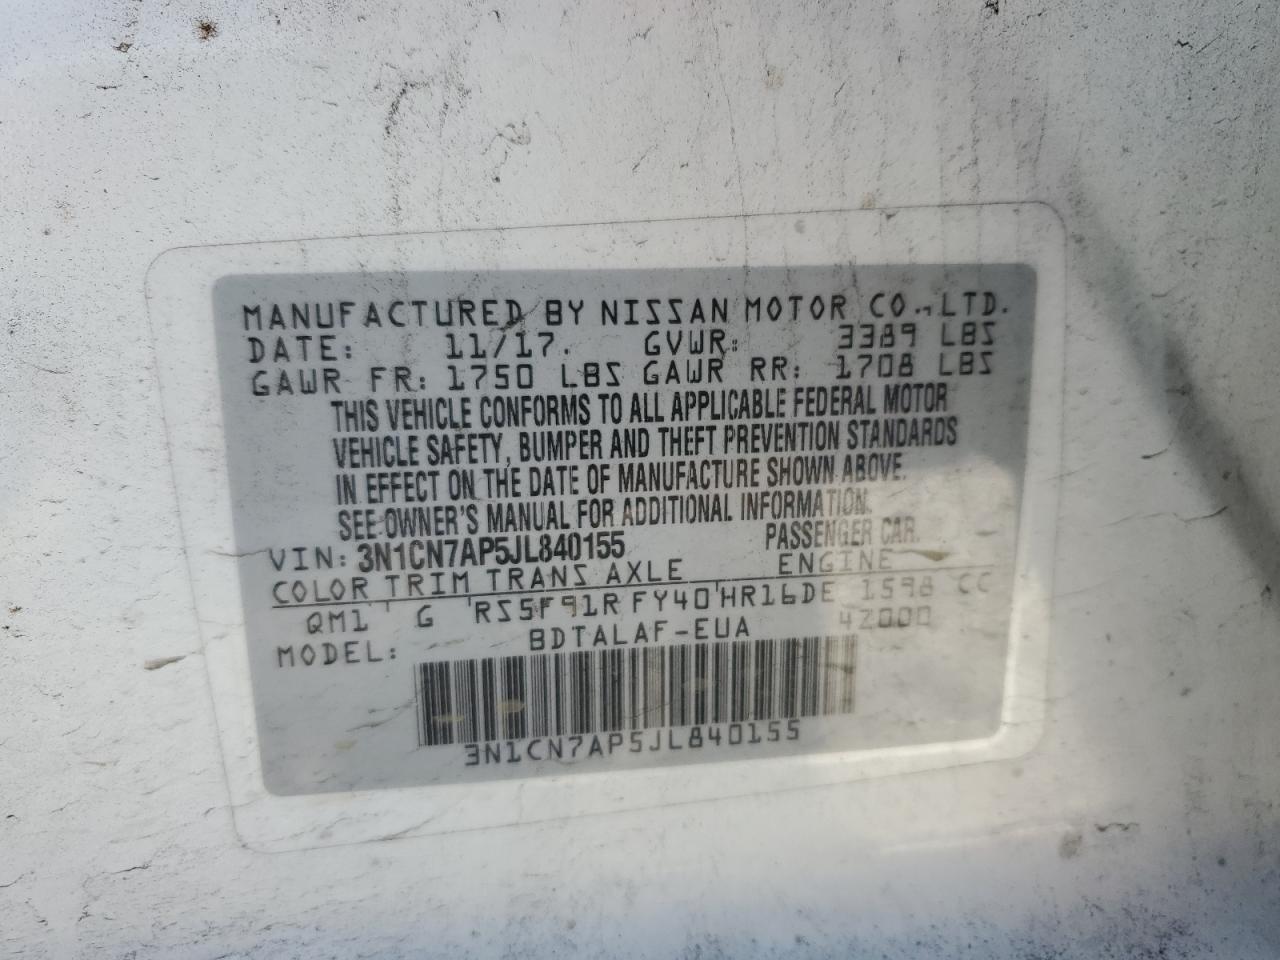 MANUFACTURED BY NISSAN MOTOR CO., LTD.
DATE: 11/17. GVWR: 3389 LBS
GAWR FR: 1750 LBS GAWR RR: 1708 LBS
THIS VEHICLE CONFORMS TO ALL APPLICABLE FEDERAL MOTOR
VEHICLE SAFETY, BUMPER AND THEFT PREVENTION STANDARDS
IN EFFECT ON THE DATE OF MANUFACTURE SHOWN ABOVE.
SEE OWNER'S MANUAL FOR ADDITIONAL INFORMATION.
VIN: 3N1CN7AP5JL840155 PASSENGER CAR.
COLOR TRIM TRANS AXLE ENGINE
QM1 G RS5F91R FY40 HR16DE 1598 CC
MODEL: BDTALAF-EUA 42000
3N1CN7AP5JL840155